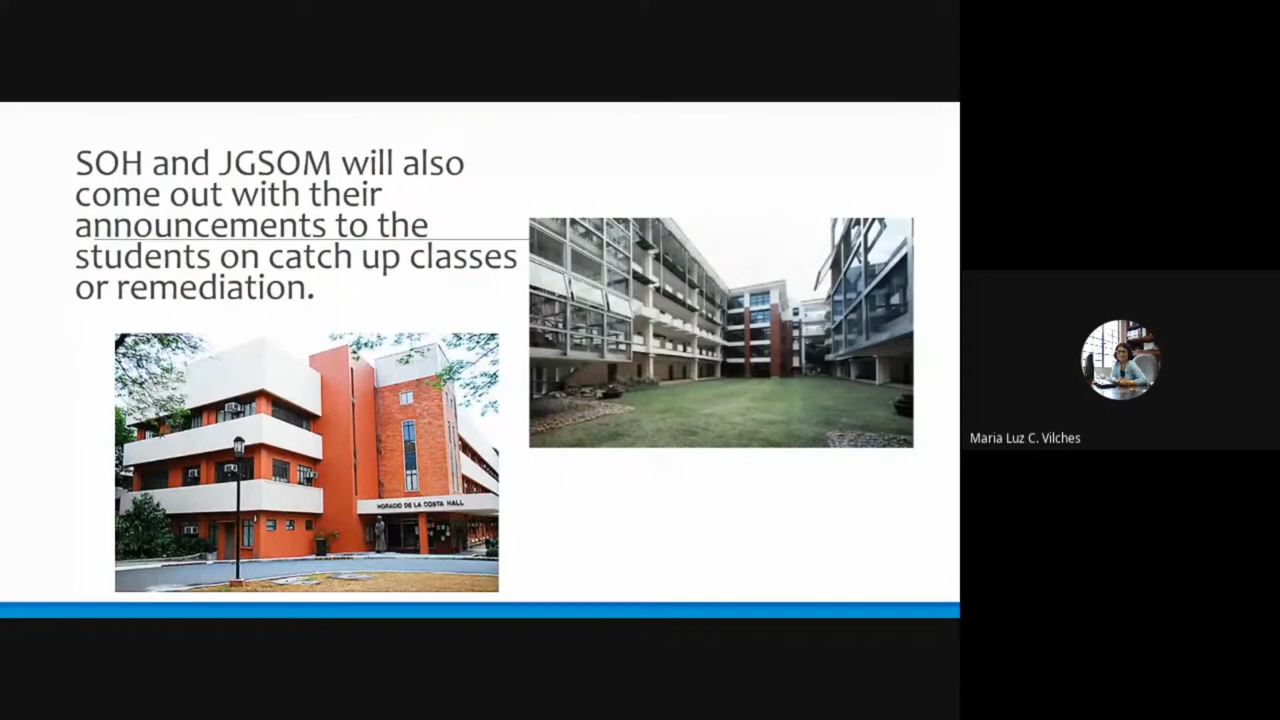 SOH and JGSOM will also
come out with their
announcements to the
students on catch up classes
or remediation.
HORACIO DE LA COSTA HALL
Maria Luz C. Vilches